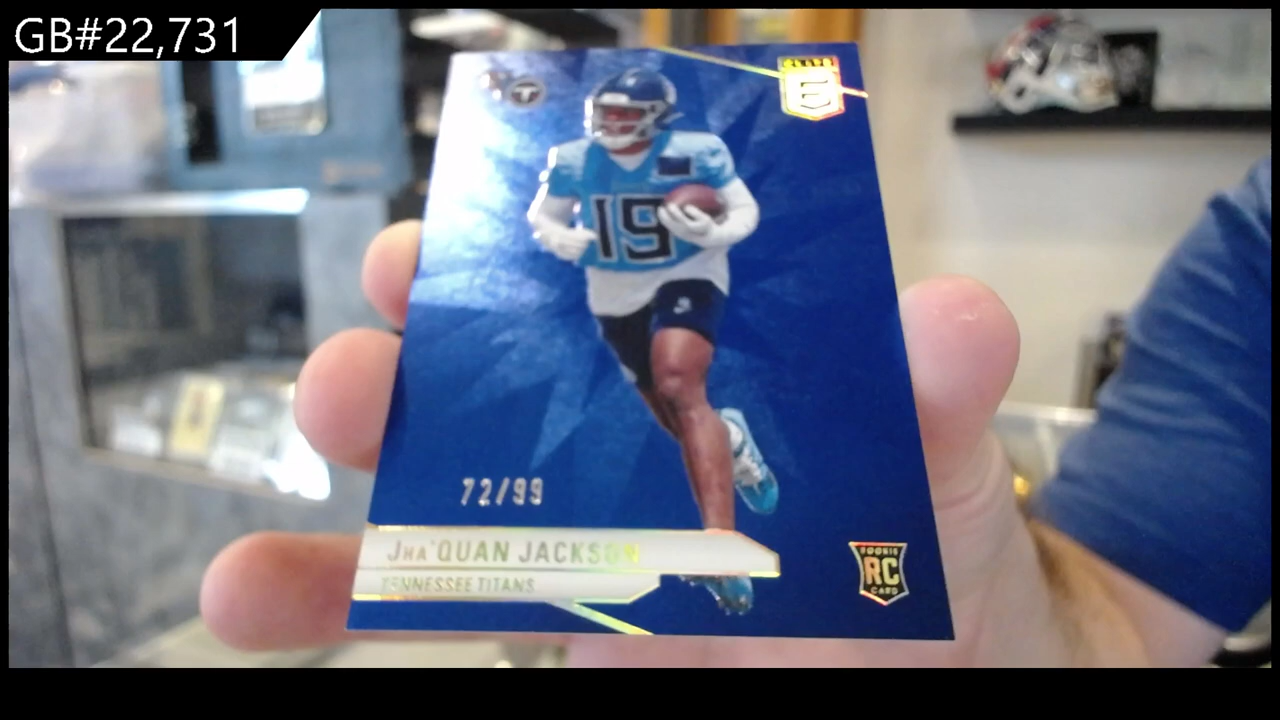 GB#22,731
ELITE
E
T
19
72/99
JHA'QUAN JACKSON
TENNESSEE TITANS
ROOKIE
RC
CARD